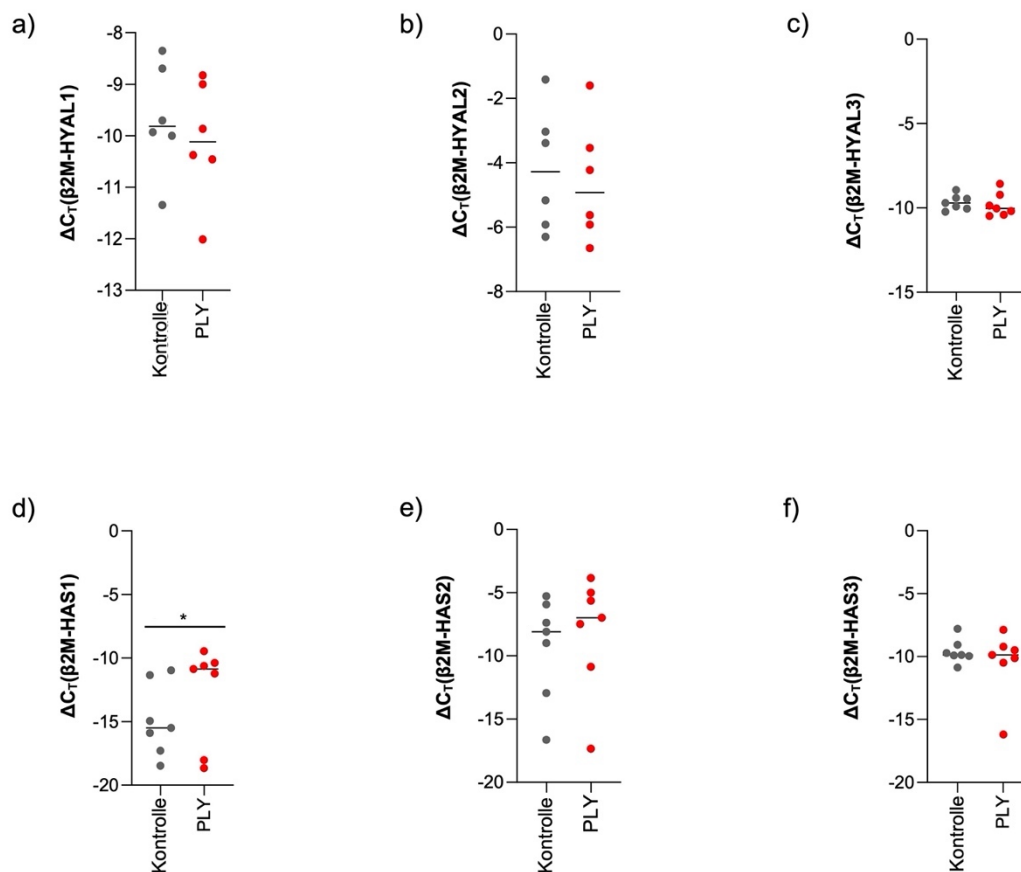 a)
ΔCT(β2M-HYAL1)
-8
-9
-10
-11
-12
-13
Kontrolle
PLY
b)
ΔCT(β2M-HYAL2)
0
-2
-4
-6
-8
Kontrolle
PLY
c)
ΔCT(β2M-HYAL3)
0
-5
-10
-15
Kontrolle
PLY
d)
ΔCT(β2M-HAS1)
0
-5
-10
-15
-20
*
Kontrolle
PLY
e)
ΔCT(β2M-HAS2)
0
-5
-10
-15
-20
Kontrolle
PLY
f)
ΔCT(β2M-HAS3)
0
-5
-10
-15
-20
Kontrolle
PLY